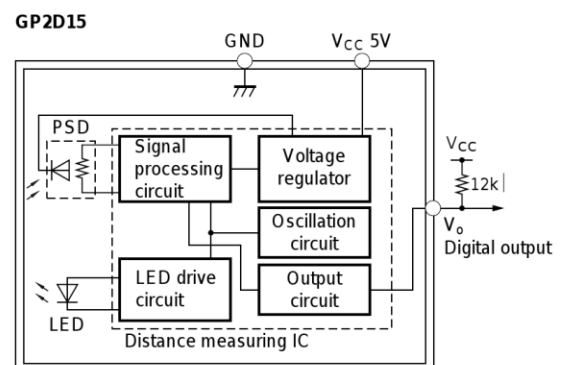 GP2D15
GND
VCC 5V
PSD
Signal
processing
circuit
Voltage
regulator
VCC
12k
Oscillation
circuit
Vo
Digital output
LED drive
circuit
Output
circuit
LED
Distance measuring IC